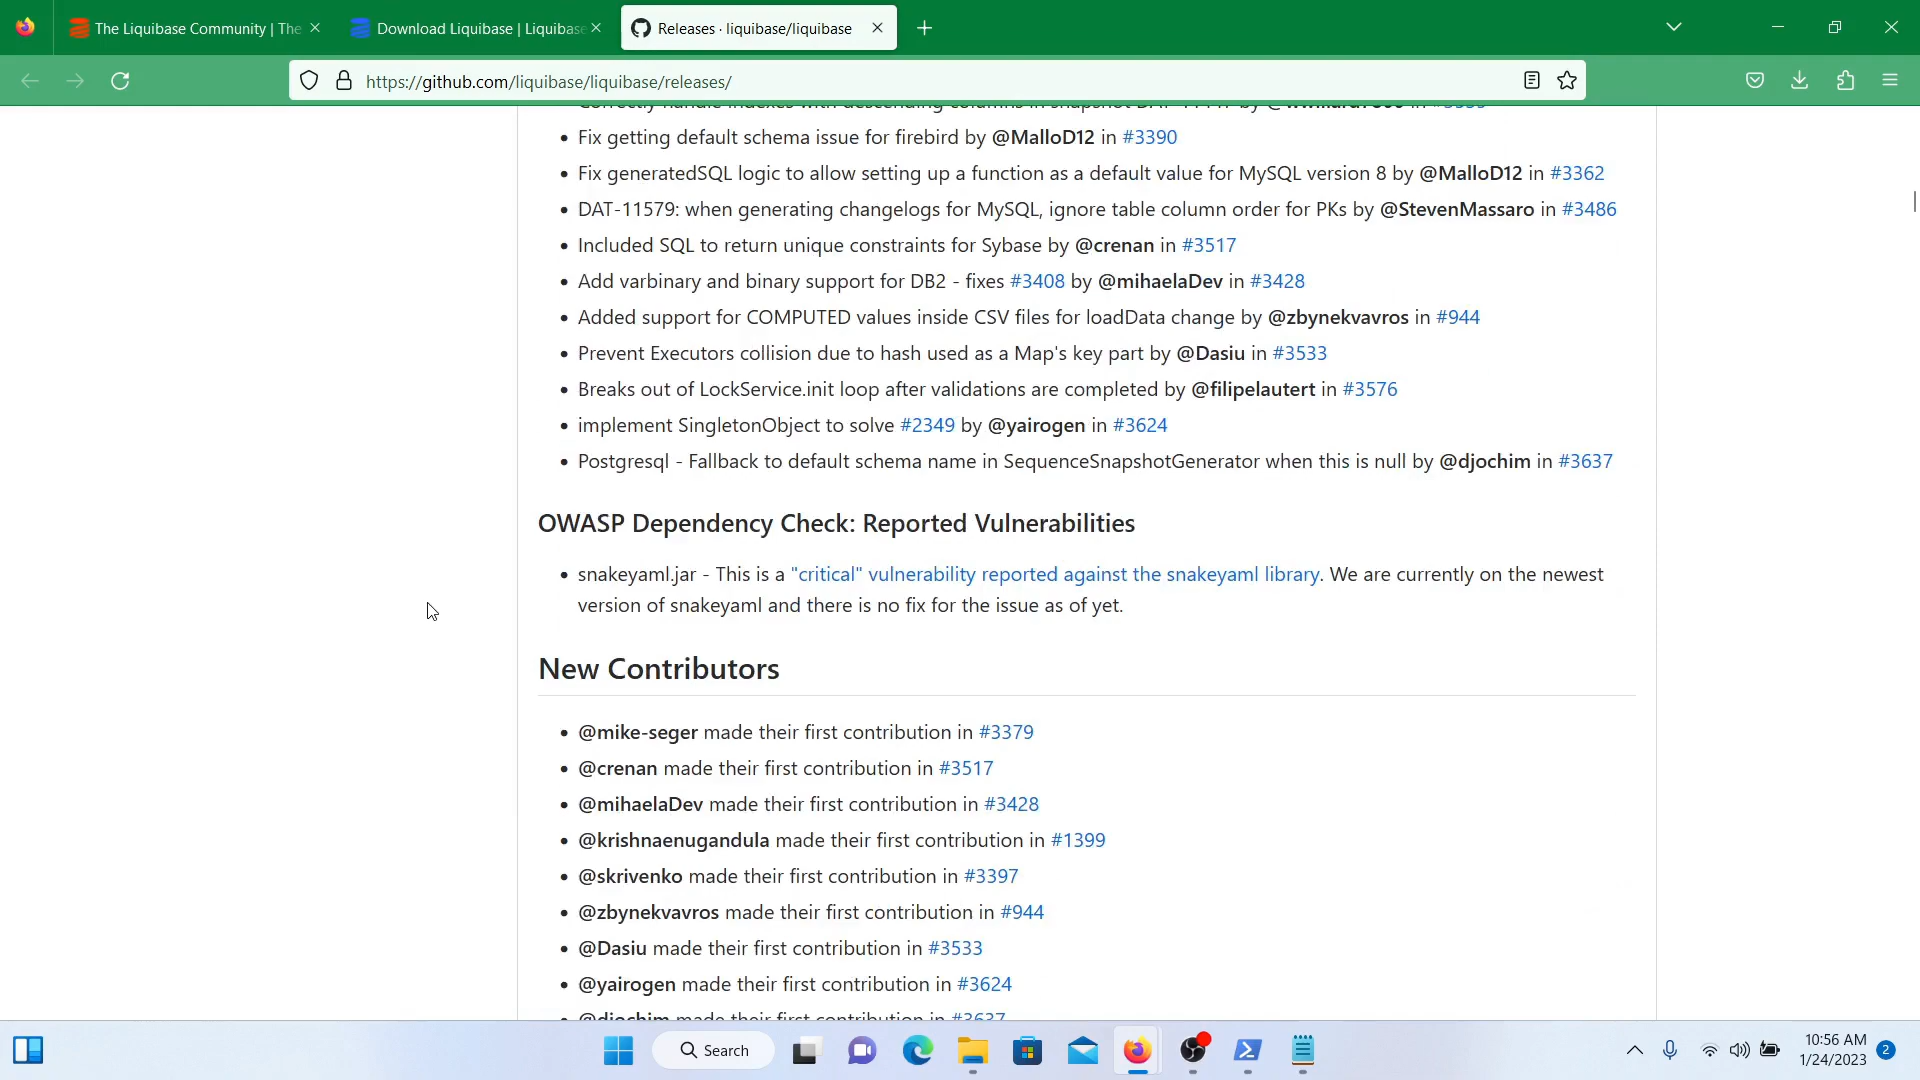 The Liquibase Community | The
Download Liquibase | Liquibase
Releases · liquibase/liquibase
https://github.com/liquibase/liquibase/releases/
• Fix getting default schema issue for firebird by @MalloD12 in #3390
• Fix generatedSQL logic to allow setting up a function as a default value for MySQL version 8 by @MalloD12 in #3362
• DAT-11579: when generating changelogs for MySQL, ignore table column order for PKs by @StevenMassaro in #3486
• Included SQL to return unique constraints for Sybase by @crenan in #3517
• Add varbinary and binary support for DB2 - fixes #3408 by @mihaelaDev in #3428
• Added support for COMPUTED values inside CSV files for loadData change by @zbynekvavros in #944
• Prevent Executors collision due to hash used as a Map's key part by @Dasiu in #3533
• Breaks out of LockService.init loop after validations are completed by @filipelautert in #3576
• implement SingletonObject to solve #2349 by @yairogen in #3624
• Postgresql - Fallback to default schema name in SequenceSnapshotGenerator when this is null by @djochim in #3637
OWASP Dependency Check: Reported Vulnerabilities
• snakeyaml.jar - This is a "critical" vulnerability reported against the snakeyaml library. We are currently on the newest
version of snakeyaml and there is no fix for the issue as of yet.
New Contributors
• @mike-seger made their first contribution in #3379
• @crenan made their first contribution in #3517
• @mihaelaDev made their first contribution in #3428
• @krishnaenugandula made their first contribution in #1399
• @skrivenko made their first contribution in #3397
• @zbynekvavros made their first contribution in #944
• @Dasiu made their first contribution in #3533
• @yairogen made their first contribution in #3624
• @djochim made their first contribution in #3637
Search
10:56 AM
1/24/2023
2